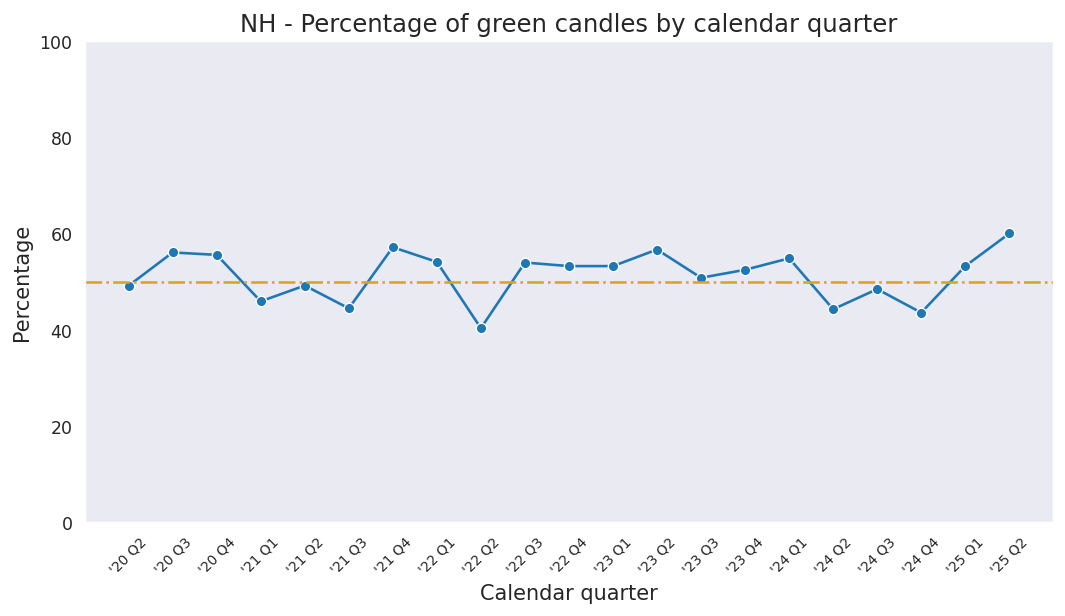 NH - Percentage of green candles by calendar quarter
100
80
60
40
20
0
Percentage
'20 Q2
'20 Q3
'20 Q4
'21 Q1
'21 Q2
'21 Q3
'21 Q4
'22 Q1
'22 Q2
'22 Q3
'22 Q4
'23 Q1
'23 Q2
'23 Q3
'23 Q4
'24 Q1
'24 Q2
'24 Q3
'24 Q4
'25 Q1
'25 Q2
Calendar quarter